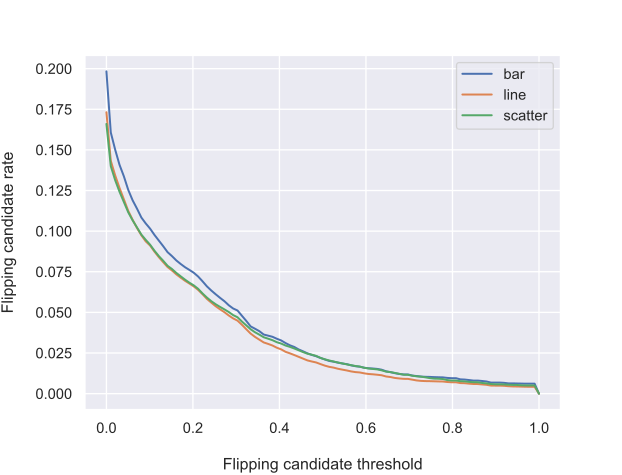 0.200
0.175
0.150
0.125
0.100
0.075
0.050
0.025
0.000
Flipping candidate rate
bar
line
scatter
0.0 0.2 0.4 0.6 0.8 1.0
Flipping candidate threshold